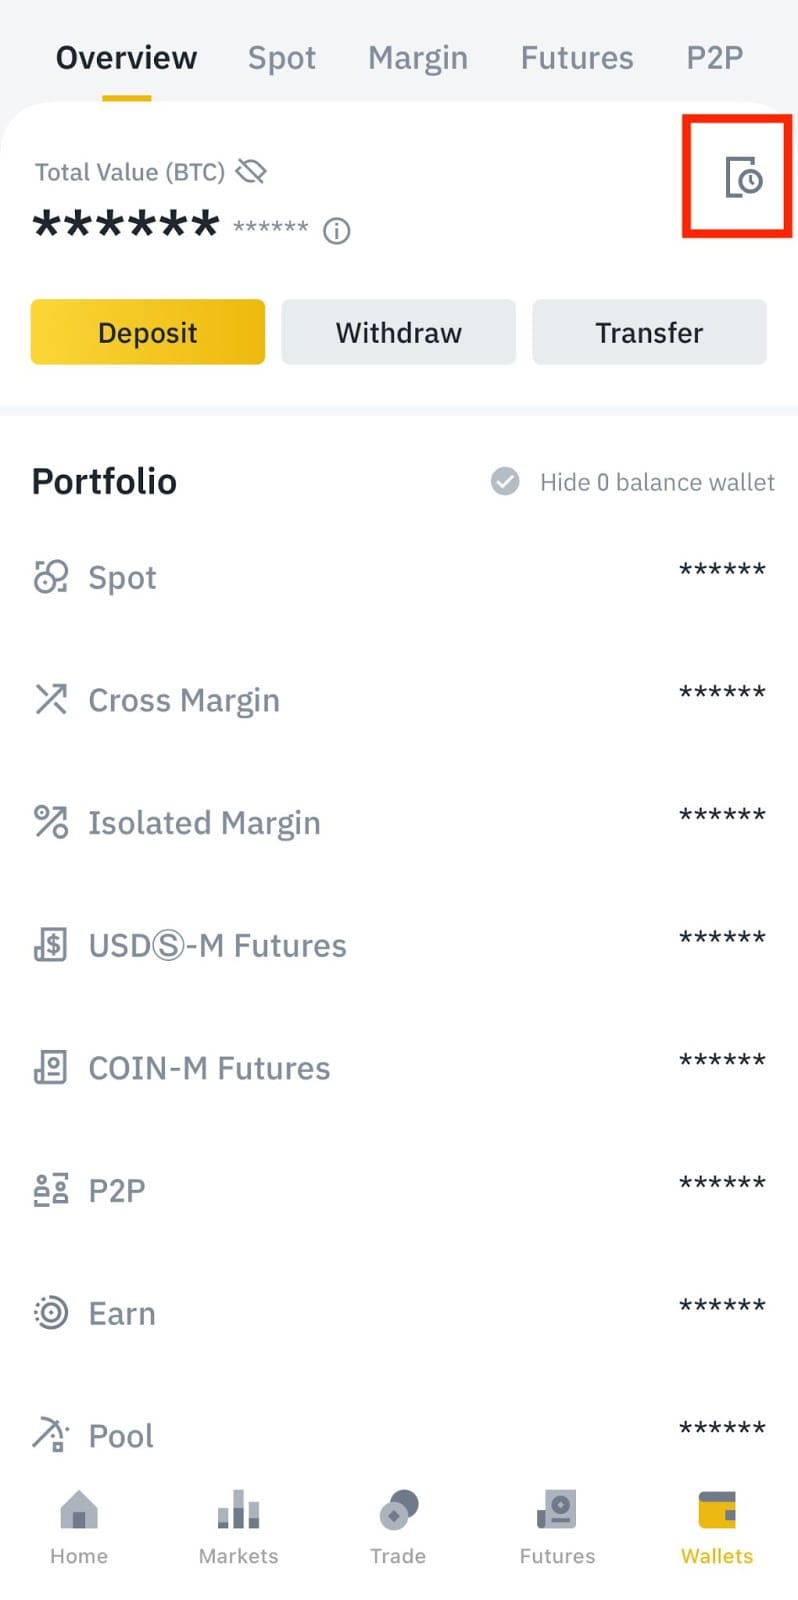 Overview Spot Margin Futures P2P
Total Value (BTC)
****** ******
Deposit Withdraw Transfer
Portfolio Hide 0 balance wallet
Spot ******
Cross Margin ******
Isolated Margin ******
USDⓈ-M Futures ******
COIN-M Futures ******
P2P ******
Earn ******
Pool ******
Home Markets Trade Futures Wallets